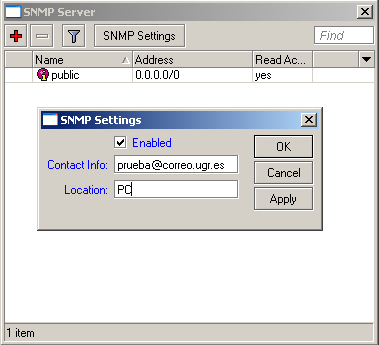 SNMP Server
SNMP Settings
Find
Name Address Read Ac...
public 0.0.0.0/0 yes
SNMP Settings
Enabled
OK
Contact Info: prueba@correo.ugr.es
Cancel
Location: PC
Apply
1 item